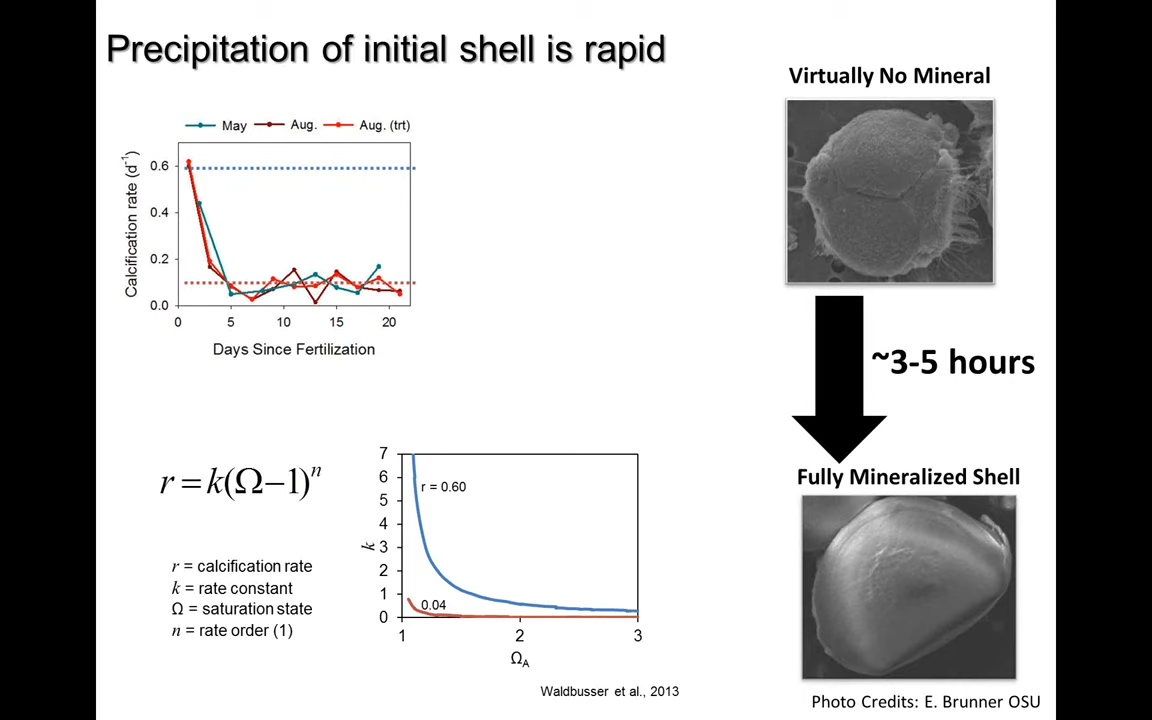 Precipitation of initial shell is rapid
Virtually No Mineral
May Aug. Aug. (trt)
Calcification rate (d⁻¹)
0.6
0.4
0.2
0.0
0 5 10 15 20
Days Since Fertilization
~3-5 hours
r = k(Ω−1)ⁿ
r = calcification rate
k = rate constant
Ω = saturation state
n = rate order (1)
7
6
5
4
3
2
1
0
k
r = 0.60
0.04
1 2 3
Ω_A
Waldbusser et al., 2013
Fully Mineralized Shell
Photo Credits: E. Brunner OSU